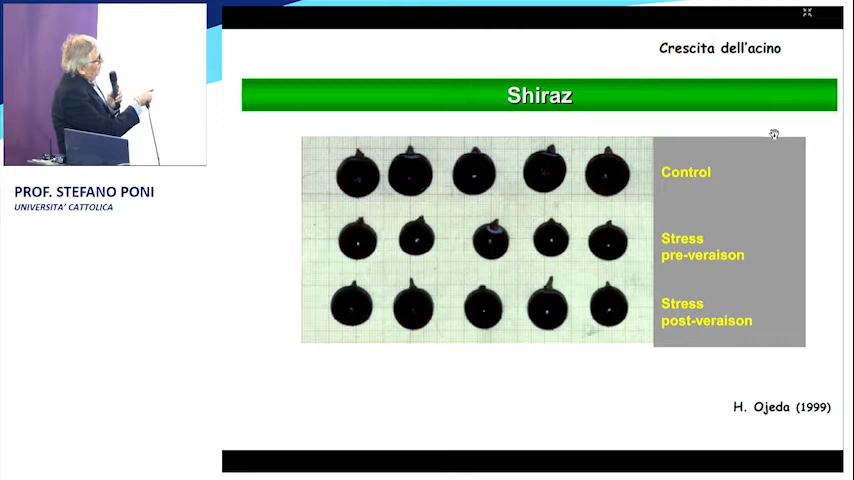 Crescita dell'acino
Shiraz
Control
Stress
pre-veraison
Stress
post-veraison
H. Ojeda (1999)
PROF. STEFANO PONI
UNIVERSITA' CATTOLICA